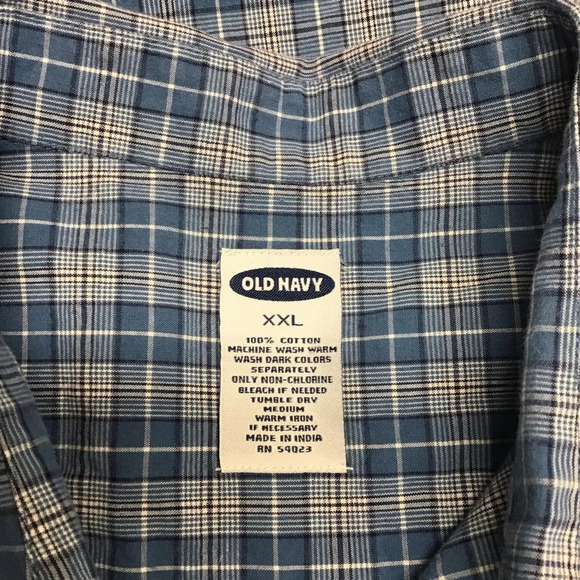 OLD NAVY
XXL
100% COTTON
MACHINE WASH WARM
WASH DARK COLORS
SEPARATELY
ONLY NON-CHLORINE
BLEACH IF NEEDED
TUMBLE DRY
MEDIUM
WARM IRON
IF NECESSARY
MADE IN INDIA
RN 54023